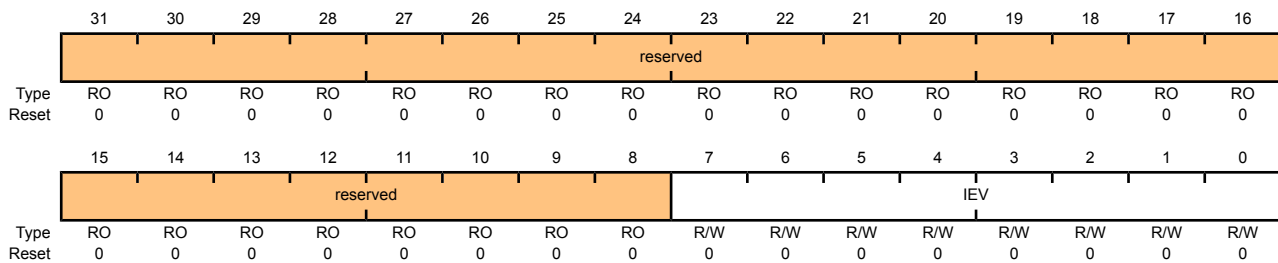 31 30 29 28 27 26 25 24 23 22 21 20 19 18 17 16
reserved
Type RO RO RO RO RO RO RO RO RO RO RO RO RO RO RO RO
Reset 0 0 0 0 0 0 0 0 0 0 0 0 0 0 0 0
15 14 13 12 11 10 9 8 7 6 5 4 3 2 1 0
reserved IEV
Type RO RO RO RO RO RO RO RO R/W R/W R/W R/W R/W R/W R/W R/W
Reset 0 0 0 0 0 0 0 0 0 0 0 0 0 0 0 0